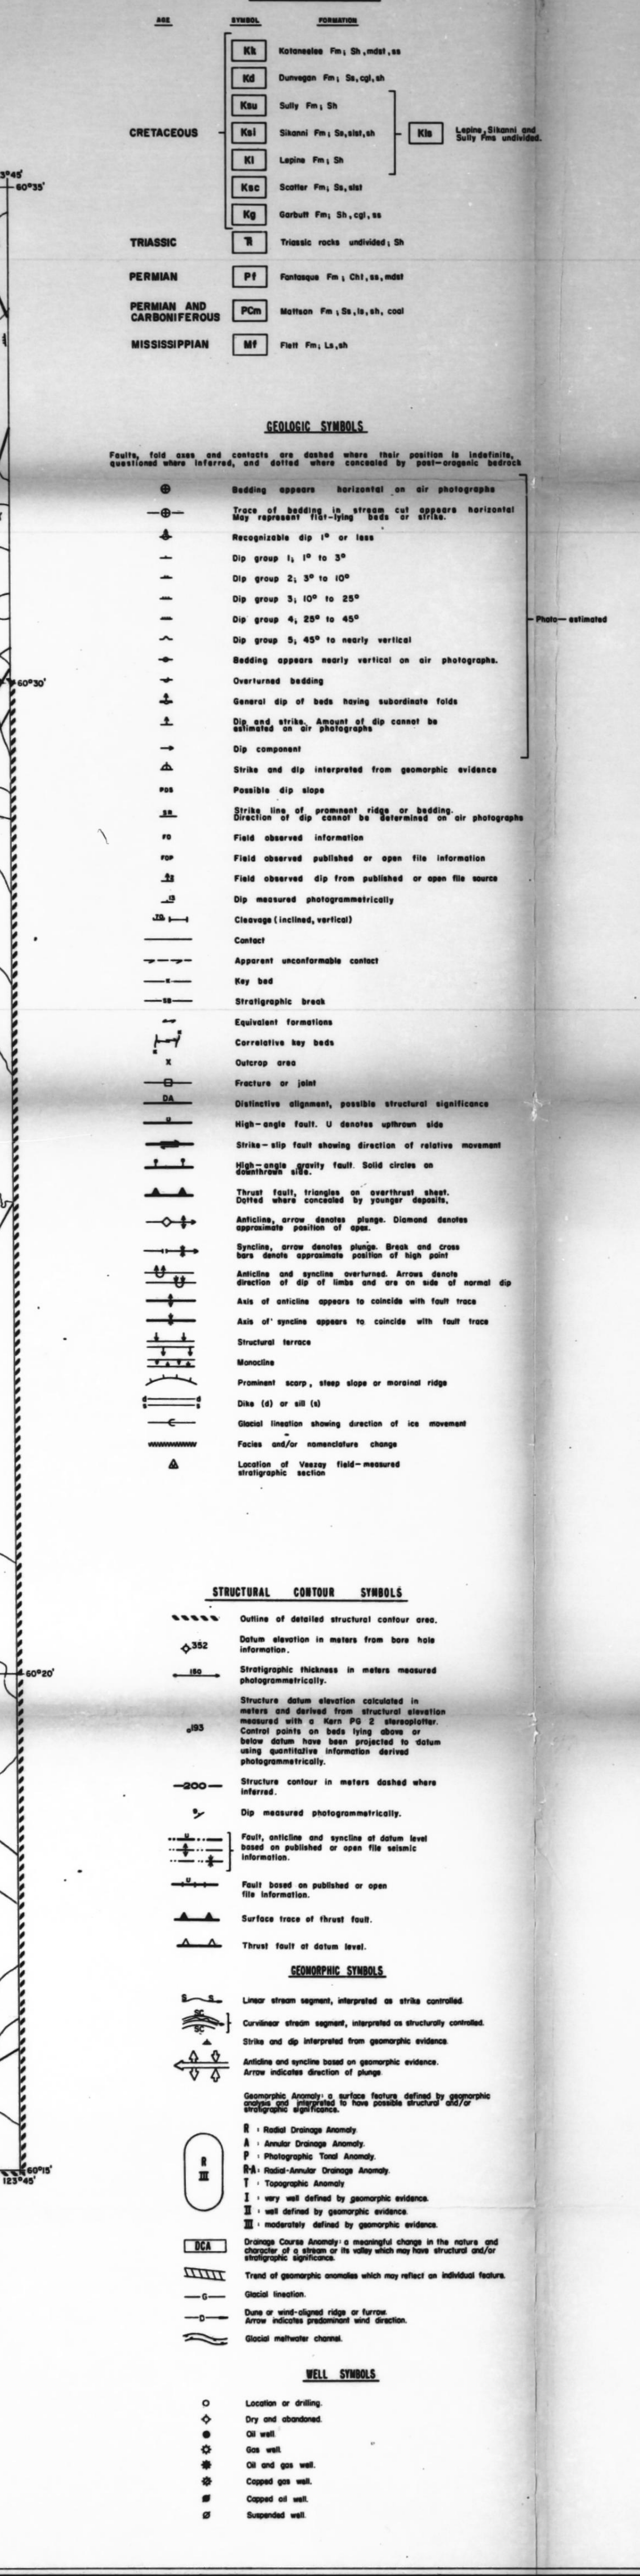 AGE SYMBOL FORMATION
Kk Kotaneelee Fm; Sh, mdst, ss
Kd Dunvegan Fm; Ss, cgl, sh
Ksu Sully Fm; Sh
CRETACEOUS Ksi Sikanni Fm; Ss, slst, sh Kls Lepine, Sikanni and
Sully Fms undivided.
Kl Lepine Fm; Sh
Ksc Scatter Fm; Ss, slst
Kg Garbutt Fm; Sh, cgl, ss
3°45'
60°35'
TRIASSIC Ћ Triassic rocks undivided; Sh
PERMIAN Pf Fantasque Fm; Cht, ss, mdst
PERMIAN AND
CARBONIFEROUS PCm Mattson Fm; Ss, ls, sh, coal
MISSISSIPPIAN Mf Flett Fm; Ls, sh
GEOLOGIC SYMBOLS
Faults, fold axes and contacts are dashed where their position is indefinite,
questioned where inferred, and dotted where concealed by post-orogenic bedrock
Bedding appears horizontal on air photographs
Trace of bedding in stream cut appears horizontal
May represent flat-lying beds or strike.
Recognizable dip 1° or less
Dip group 1; 1° to 3°
Dip group 2; 3° to 10°
Dip group 3; 10° to 25°
Dip group 4; 25° to 45°
Photo-estimated
Dip group 5; 45° to nearly vertical
Bedding appears nearly vertical on air photographs.
Overturned bedding
60°30'
General dip of beds having subordinate folds
Dip and strike. Amount of dip cannot be
estimated on air photographs
Dip component
Strike and dip interpreted from geomorphic evidence
PDS Possible dip slope
SR Strike line of prominent ridge or bedding.
Direction of dip cannot be determined on air photographs
FO Field observed information
FOP Field observed published or open file information
Field observed dip from published or open file source
Dip measured photogrammetrically
70 Cleavage (inclined, vertical)
Contact
Apparent unconformable contact
Key bed
SB Stratigraphic break
Equivalent formations
Correlative key beds
X Outcrop area
Fracture or joint
DA Distinctive alignment, possible structural significance
U High-angle fault. U denotes upthrown side
Strike-slip fault showing direction of relative movement
High-angle gravity fault. Solid circles on
downthrown side.
Thrust fault, triangles on overthrust sheet.
Dotted where concealed by younger deposits.
Anticline, arrow denotes plunge. Diamond denotes
approximate position of apex.
Syncline, arrow denotes plunge. Break and cross
bars denote approximate position of high point
Anticline and syncline overturned. Arrows denote
direction of dip of limbs and are on side of normal dip
Axis of anticline appears to coincide with fault trace
Axis of syncline appears to coincide with fault trace
Structural terrace
Monocline
Prominent scarp, steep slope or morainal ridge
d d
s s Dike (d) or sill (s)
Glacial lineation showing direction of ice movement
Facies and/or nomenclature change
Location of Veezay field-measured
stratigraphic section
STRUCTURAL CONTOUR SYMBOLS
Outline of detailed structural contour area.
352 Datum elevation in meters from bore hole
information.
60°20'
150 Stratigraphic thickness in meters measured
photogrammetrically.
Structure datum elevation calculated in
meters and derived from structural elevation
measured with a Kern PG 2 stereoplotter.
.193 Control points on beds lying above or
below datum have been projected to datum
using quantitative information derived
photogrammetrically.
200 Structure contour in meters dashed where
inferred.
Dip measured photogrammetrically.
U Fault, anticline and syncline at datum level
based on published or open file seismic
information.
U Fault based on published or open
file information.
Surface trace of thrust fault.
Thrust fault at datum level.
GEOMORPHIC SYMBOLS
S S Linear stream segment, interpreted as strike controlled.
SC
SC Curvilinear stream segment, interpreted as structurally controlled.
Strike and dip interpreted from geomorphic evidence.
Anticline and syncline based on geomorphic evidence.
Arrow indicates direction of plunge.
Geomorphic Anomaly: a surface feature defined by geomorphic
analysis and interpreted to have possible structural and/or
stratigraphic significance.
R : Radial Drainage Anomaly.
A : Annular Drainage Anomaly.
P : Photographic Tonal Anomaly.
R
III
R-A: Radial-Annular Drainage Anomaly.
60°15'
123°45'
T : Topographic Anomaly
I : very well defined by geomorphic evidence.
II : well defined by geomorphic evidence.
III : moderately defined by geomorphic evidence.
DCA Drainage Course Anomaly: a meaningful change in the nature and
character of a stream or its valley which may have structural and/or
stratigraphic significance.
Trend of geomorphic anomalies which may reflect an individual feature.
G Glacial lineation.
D Dune or wind-aligned ridge or furrow.
Arrow indicates predominant wind direction.
Glacial meltwater channel.
WELL SYMBOLS
Location or drilling.
Dry and abandoned.
Oil well.
Gas well.
Oil and gas well.
Capped gas well.
Capped oil well.
Suspended well.